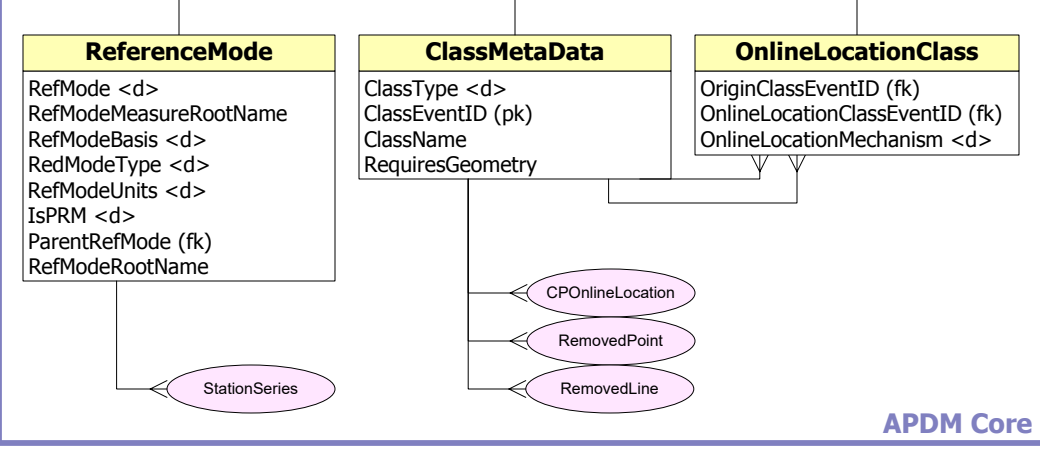 ReferenceMode
RefMode <d>
RefModeMeasureRootName
RefModeBasis <d>
RedModeType <d>
RefModeUnits <d>
IsPRM <d>
ParentRefMode (fk)
RefModeRootName
ClassMetaData
ClassType <d>
ClassEventID (pk)
ClassName
RequiresGeometry
OnlineLocationClass
OriginClassEventID (fk)
OnlineLocationClassEventID (fk)
OnlineLocationMechanism <d>
CPOnlineLocation
RemovedPoint
RemovedLine
StationSeries
APDM Core